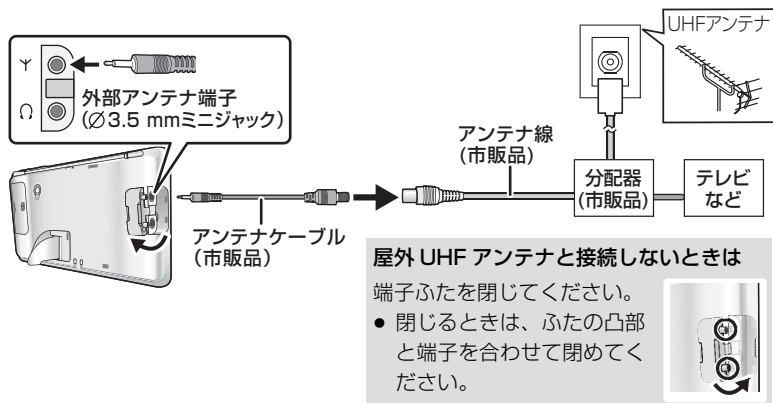 UHFアンテナ
外部アンテナ端子
(∅3.5 mmミニジャック)
アンテナ線
(市販品)
分配器
(市販品)
テレビ
など
アンテナケーブル
(市販品)
屋外 UHF アンテナと接続しないときは
端子ふたを閉じてください。
● 閉じるときは、ふたの凸部
と端子を合わせて閉めてく
ださい。